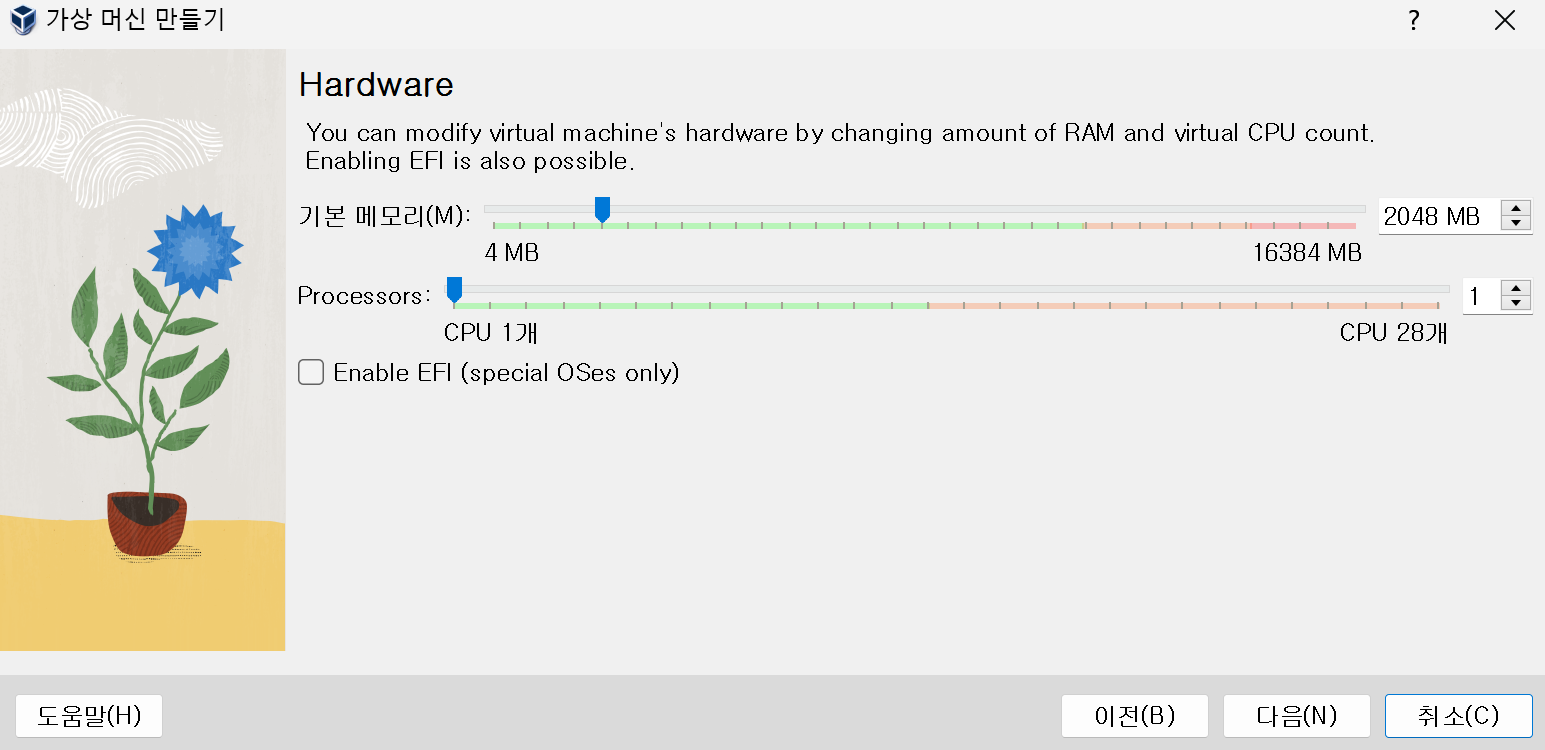 가상 머신 만들기
?
Hardware
You can modify virtual machine's hardware by changing amount of RAM and virtual CPU count.
Enabling EFI is also possible.
기본 메모리(M): 2048 MB
4 MB 16384 MB
Processors: 1
CPU 1개 CPU 28개
Enable EFI (special OSes only)
도움말(H) 이전(B) 다음(N) 취소(C)